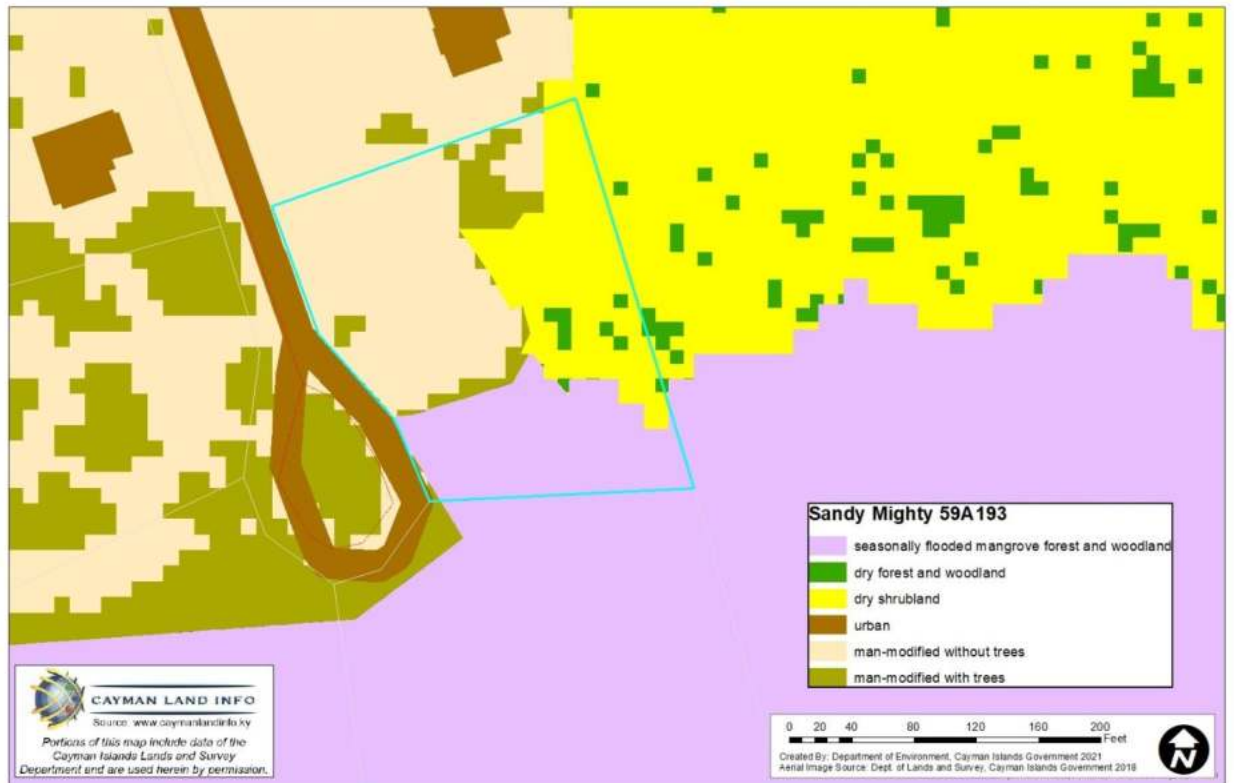 Sandy Mighty 59A193
seasonally flooded mangrove forest and woodland
dry forest and woodland
dry shrubland
urban
man-modified without trees
man-modified with trees
CAYMAN LAND INFO
Source: www.caymanlandinfo.ky
Portions of this map include data of the
Cayman Islands Lands and Survey
Department and are used herein by permission.
0 20 40 80 120 160 200
Feet
Created By: Department of Environment, Cayman Islands Government 2021
Aerial Image Source: Dept. of Lands and Survey, Cayman Islands Government 2018
N